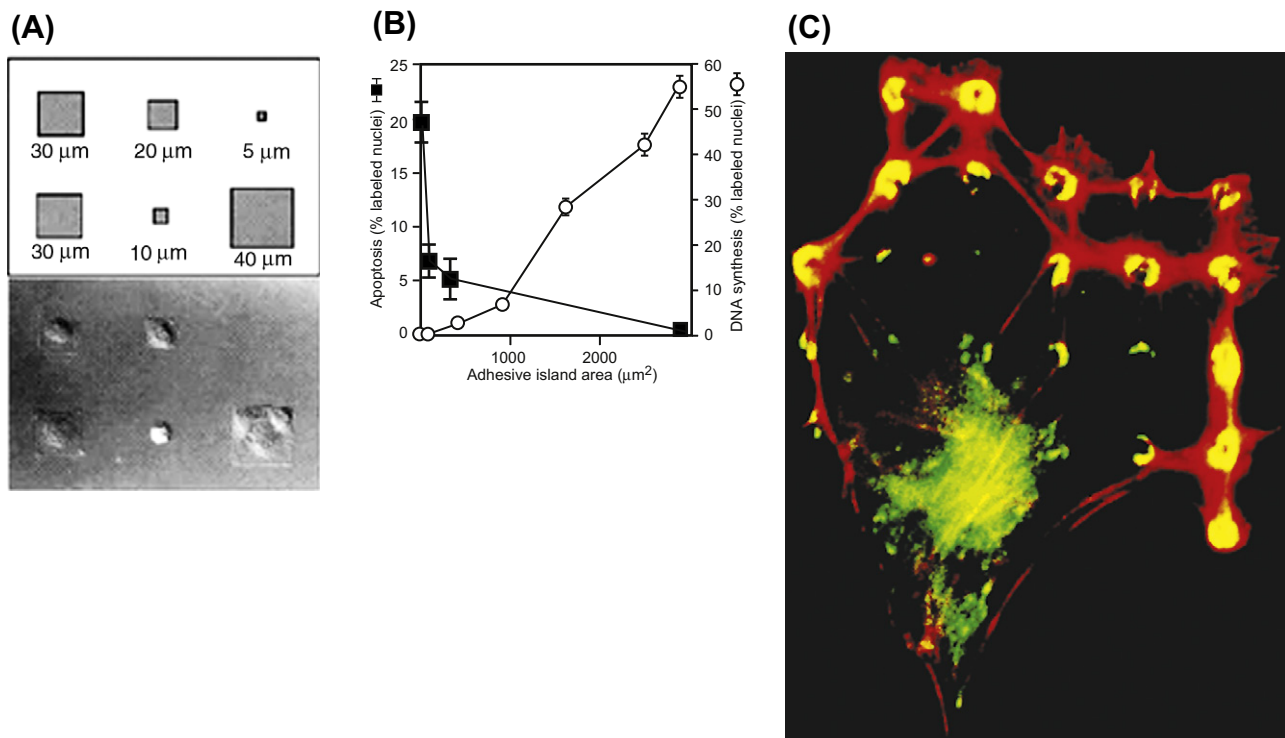 (A)
30 μm 20 μm 5 μm
30 μm 10 μm 40 μm
(B)
Apoptosis (% labeled nuclei)
25
20
15
10
5
0
60
50
40
30
20
10
0
DNA synthesis (% labeled nuclei)
1000 2000
Adhesive island area (μm²)
(C)